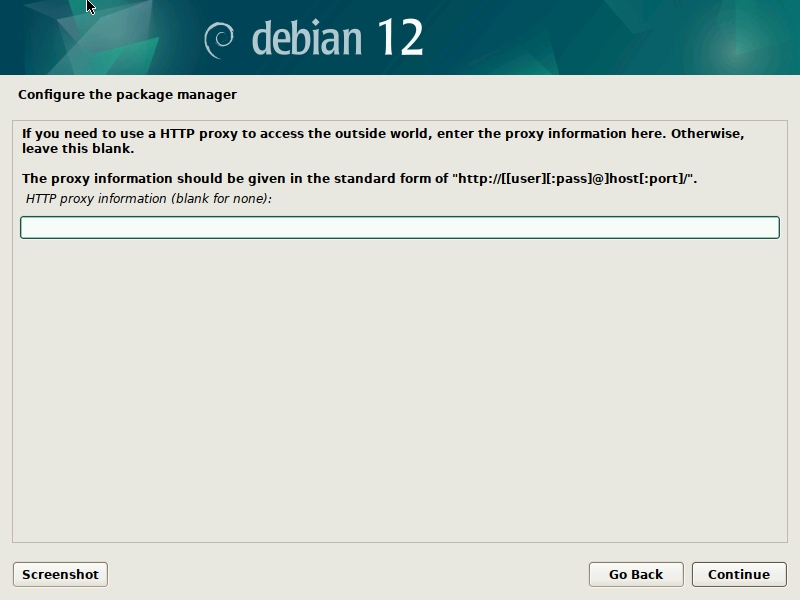 debian 12
Configure the package manager
If you need to use a HTTP proxy to access the outside world, enter the proxy information here. Otherwise,
leave this blank.
The proxy information should be given in the standard form of "http://[[user][:pass]@]host[:port]/".
HTTP proxy information (blank for none):
Screenshot Go Back Continue